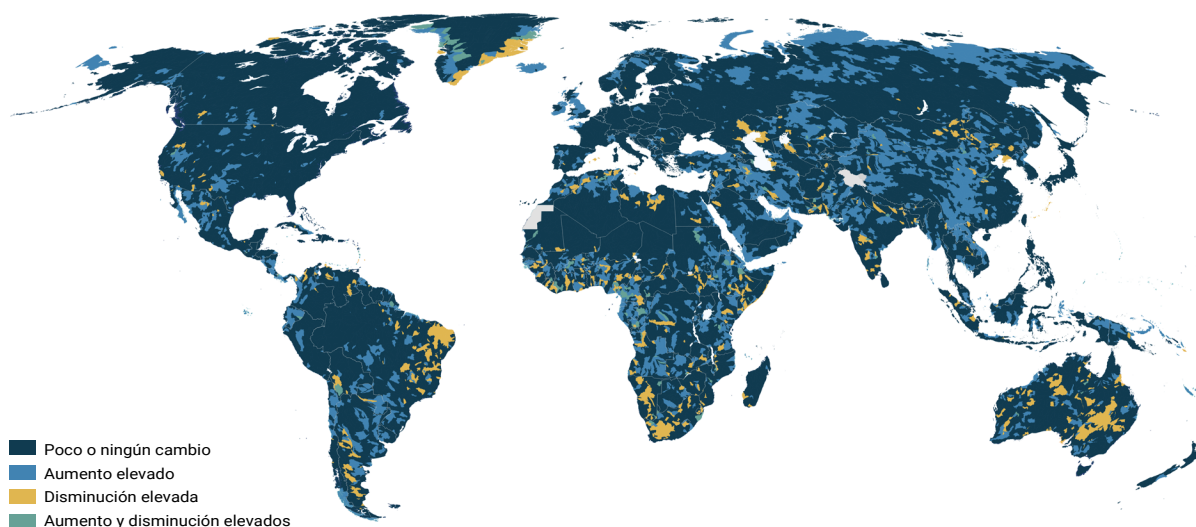 Poco o ningún cambio
Aumento elevado
Disminución elevada
Aumento y disminución elevados